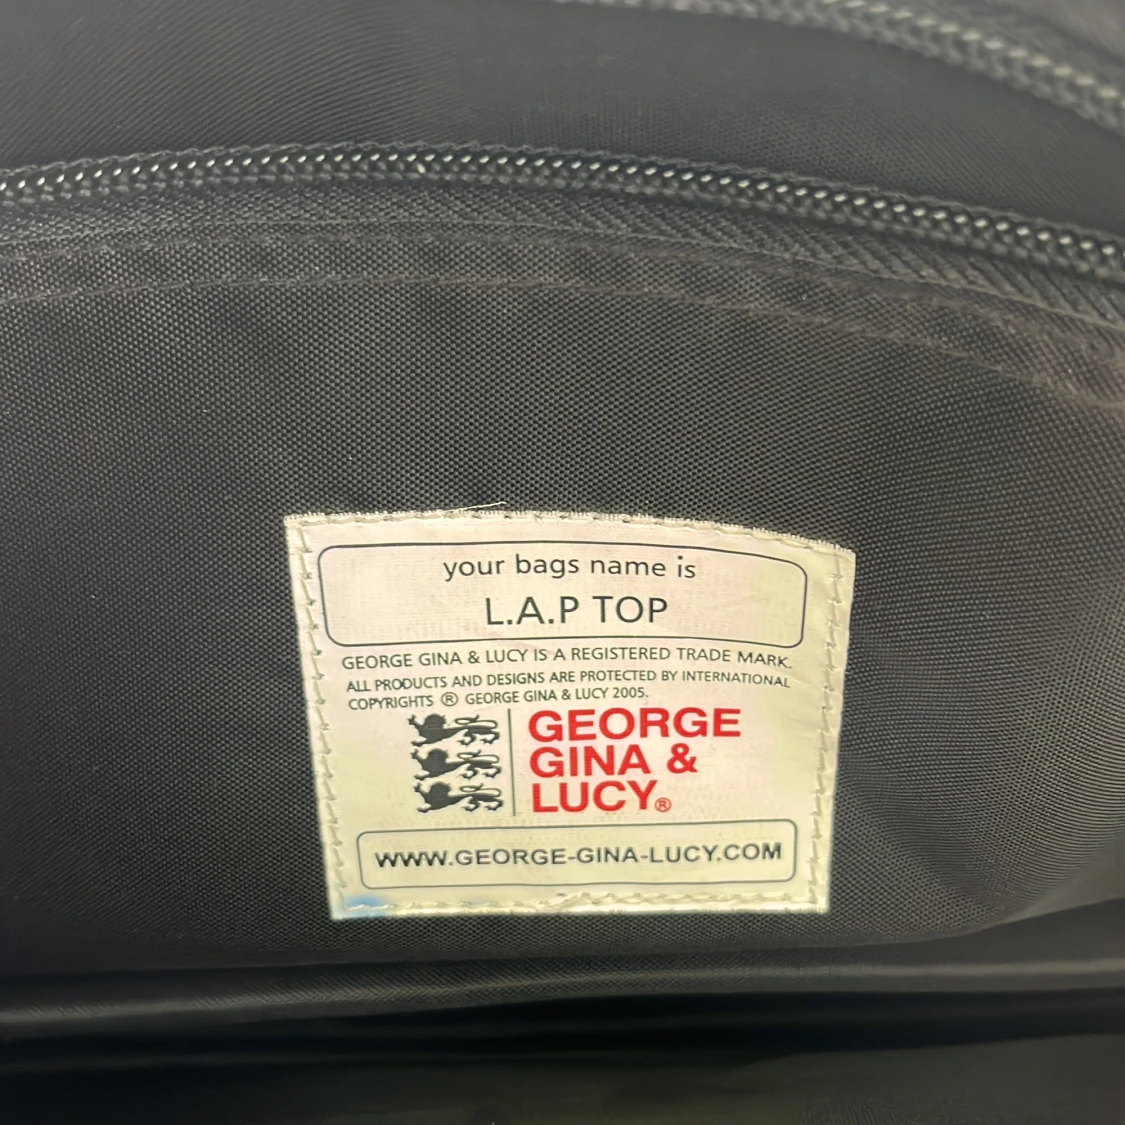 your bags name is
L.A.P TOP
GEORGE GINA & LUCY IS A REGISTERED TRADE MARK.
ALL PRODUCTS AND DESIGNS ARE PROTECTED BY INTERNATIONAL
COPYRIGHTS ® GEORGE GINA & LUCY 2005.
GEORGE
GINA &
LUCY®
WWW.GEORGE-GINA-LUCY.COM